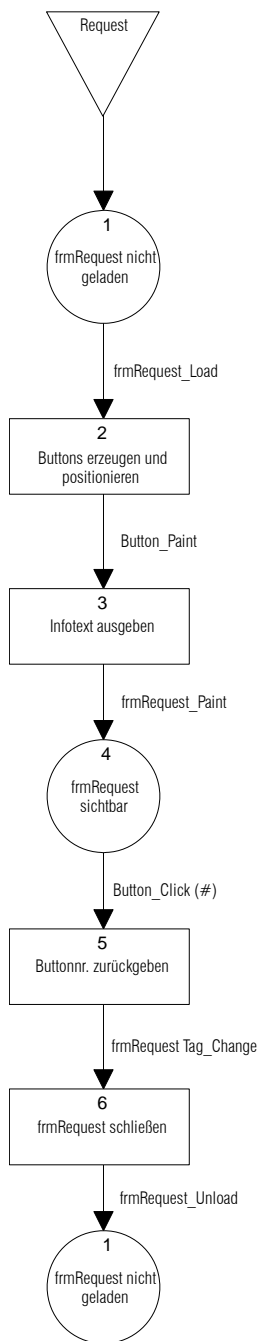 Request
1
frmRequest nicht
geladen
frmRequest_Load
2
Buttons erzeugen und
positionieren
Button_Paint
3
Infotext ausgeben
frmRequest_Paint
4
frmRequest
sichtbar
Button_Click (#)
5
Buttonnr. zurückgeben
frmRequest Tag_Change
6
frmRequest schließen
frmRequest_Unload
1
frmRequest nicht
geladen